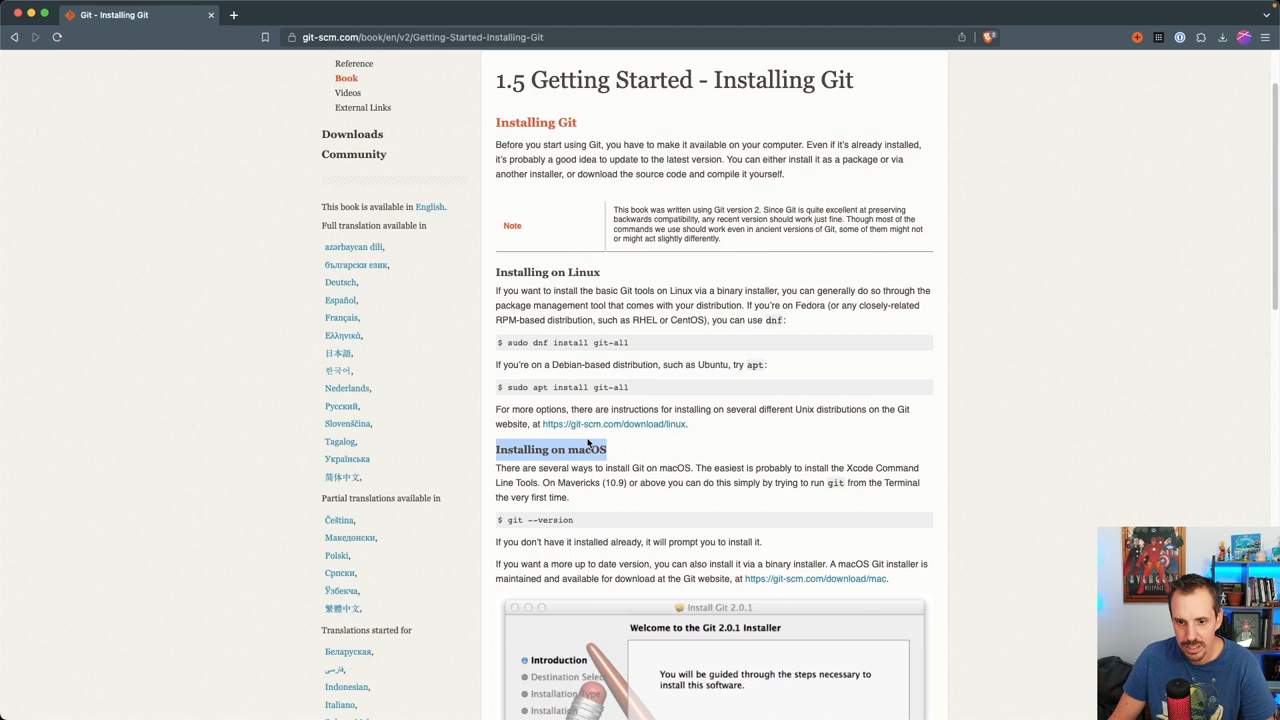 Git - Installing Git
git-scm.com/book/en/v2/Getting-Started-Installing-Git
Reference
Book
Videos
External Links
Downloads
Community
This book is available in English.
Full translation available in
azərbaycan dili,
български език,
Deutsch,
Español,
Français,
Ελληνικά,
日本語,
한국어,
Nederlands,
Русский,
Slovenščina,
Tagalog,
Українська
简体中文,
Partial translations available in
Čeština,
Македонски,
Polski,
Српски,
Ўзбекча,
繁體中文,
Translations started for
Беларуская,
فارسی,
Indonesian,
Italiano,
1.5 Getting Started - Installing Git
Installing Git
Before you start using Git, you have to make it available on your computer. Even if it's already installed,
it's probably a good idea to update to the latest version. You can either install it as a package or via
another installer, or download the source code and compile it yourself.
Note
This book was written using Git version 2. Since Git is quite excellent at preserving
backwards compatibility, any recent version should work just fine. Though most of the
commands we use should work even in ancient versions of Git, some of them might not
or might act slightly differently.
Installing on Linux
If you want to install the basic Git tools on Linux via a binary installer, you can generally do so through the
package management tool that comes with your distribution. If you're on Fedora (or any closely-related
RPM-based distribution, such as RHEL or CentOS), you can use dnf:
$ sudo dnf install git-all
If you're on a Debian-based distribution, such as Ubuntu, try apt:
$ sudo apt install git-all
For more options, there are instructions for installing on several different Unix distributions on the Git
website, at https://git-scm.com/download/linux.
Installing on macOS
There are several ways to install Git on macOS. The easiest is probably to install the Xcode Command
Line Tools. On Mavericks (10.9) or above you can do this simply by trying to run git from the Terminal
the very first time.
$ git --version
If you don't have it installed already, it will prompt you to install it.
If you want a more up to date version, you can also install it via a binary installer. A macOS Git installer is
maintained and available for download at the Git website, at https://git-scm.com/download/mac.
Install Git 2.0.1
Welcome to the Git 2.0.1 Installer
Introduction
Destination Select
Installation Type
Installation
You will be guided through the steps necessary to
install this software.